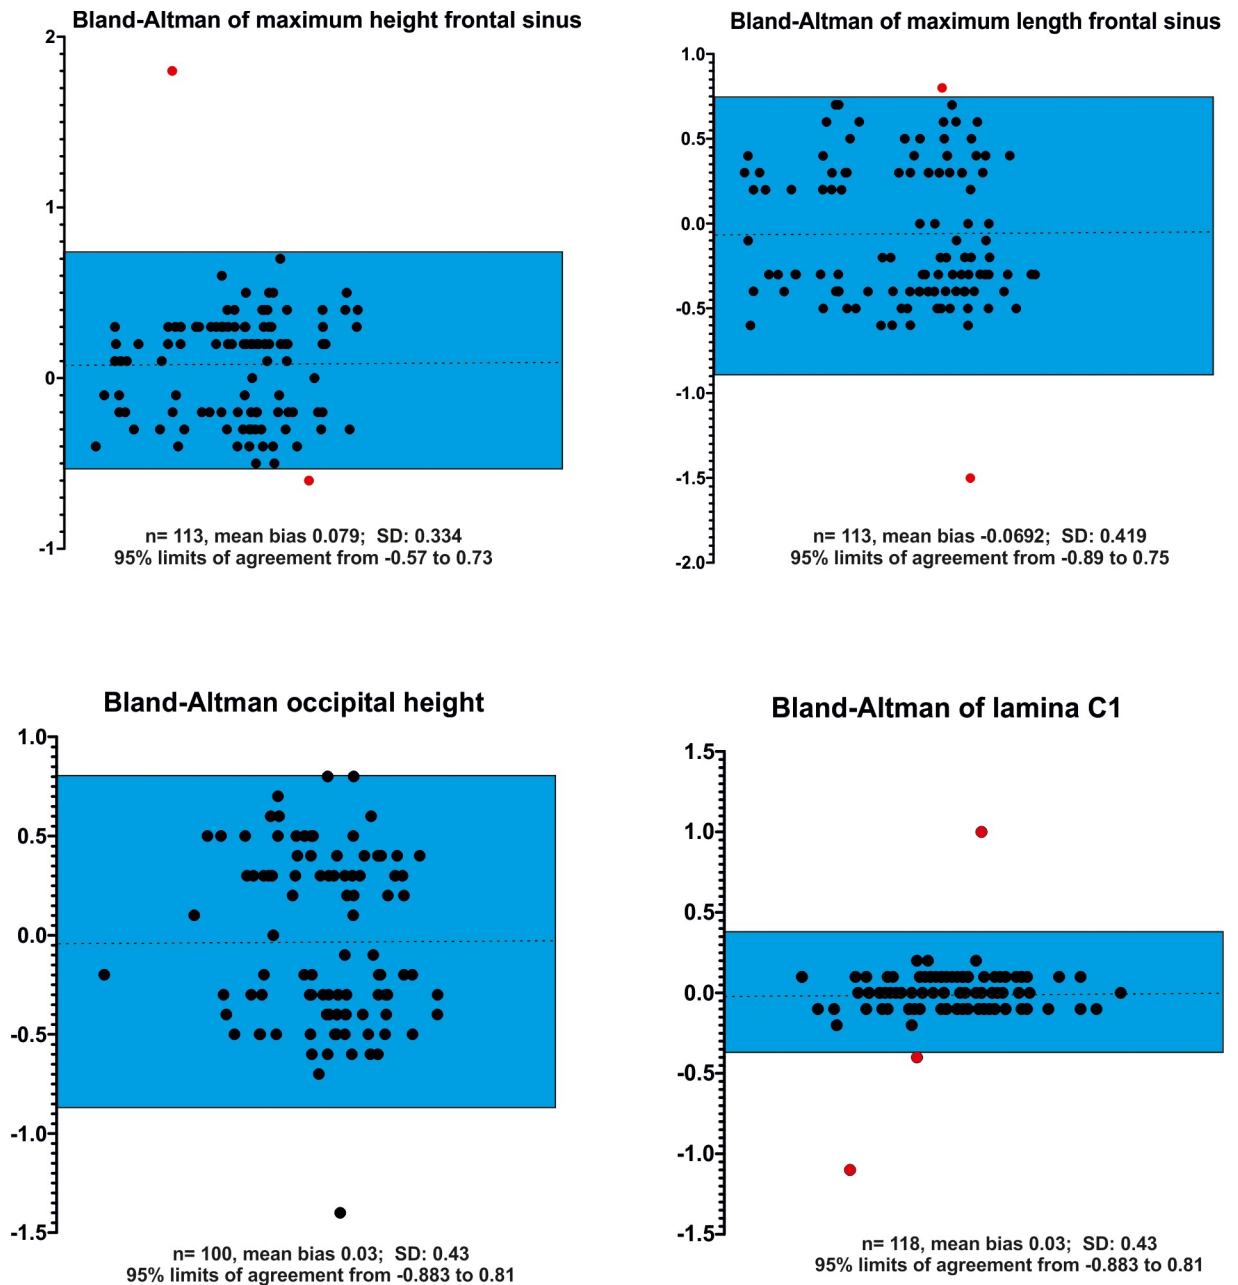 Bland-Altman of maximum height frontal sinus
2
1
0
-1
n= 113, mean bias 0.079; SD: 0.334
95% limits of agreement from -0.57 to 0.73
Bland-Altman of maximum length frontal sinus
1.0
0.5
0.0
-0.5
-1.0
-1.5
-2.0
n= 113, mean bias -0.0692; SD: 0.419
95% limits of agreement from -0.89 to 0.75
Bland-Altman occipital height
1.0
0.5
0.0
-0.5
-1.0
-1.5
n= 100, mean bias 0.03; SD: 0.43
95% limits of agreement from -0.883 to 0.81
Bland-Altman of lamina C1
1.5
1.0
0.5
0.0
-0.5
-1.0
-1.5
n= 118, mean bias 0.03; SD: 0.43
95% limits of agreement from -0.883 to 0.81